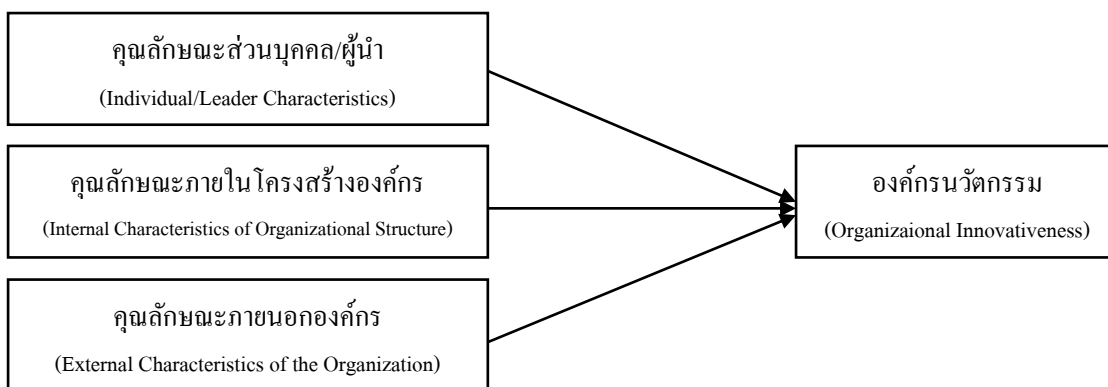 คุณลักษณะส่วนบุคคล/ผู้นำ
(Individual/Leader Characteristics)
คุณลักษณะภายในโครงสร้างองค์กร
(Internal Characteristics of Organizational Structure)
คุณลักษณะภายนอกองค์กร
(External Characteristics of the Organization)
องค์กรนวัตกรรม
(Organizaional Innovativeness)